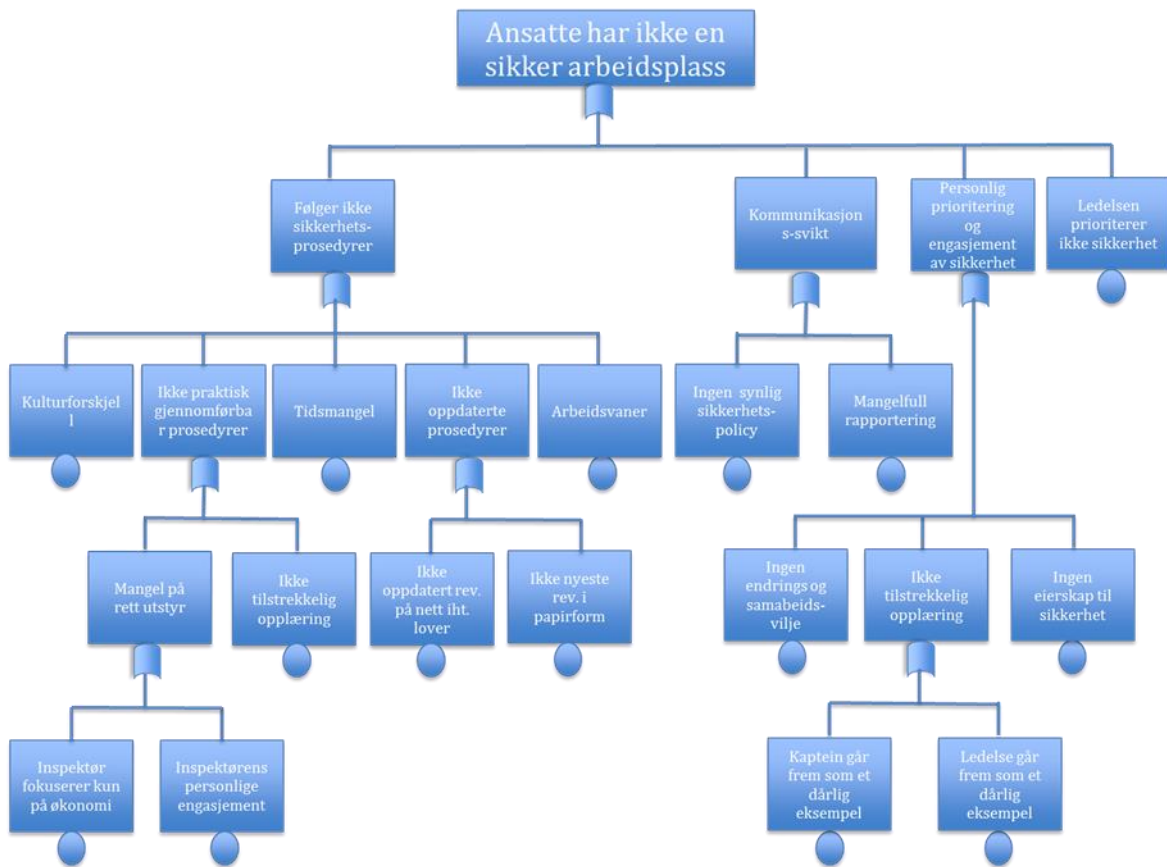 Ansatte har ikke en
sikker arbeidsplass
Følger ikke
sikkerhets-
prosedyrer
Kommunikasjon
s-svikt
Personlig
prioritering
og
engasjement
av sikkerhet
Ledelsen
prioriterer
ikke sikkerhet
Kulturforskjel
l
Ikke praktisk
gjennomførba
r prosedyrer
Tidsmangel
Ikke
oppdaterte
prosedyrer
Arbeidsvaner
Ingen synlig
sikkerhets-
policy
Mangelfull
rapportering
Mangel på
rett utstyr
Ikke
tilstrekkelig
opplæring
Ikke
oppdatert rev.
på nett iht.
lover
Ikke nyeste
rev. i
papirform
Ingen
endrings og
samabeids-
vilje
Ikke
tilstrekkelig
opplæring
Ingen
eierskap til
sikkerhet
Inspektør
fokuserer kun
på økonomi
Inspektørens
personlige
engasjement
Kaptein går
frem som et
dårlig
eksempel
Ledelse går
frem som et
dårlig
eksempel